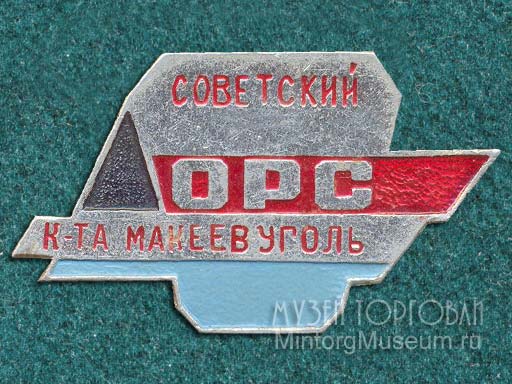 СОВЕТСКИЙ
ОРС
К-ТА МАКЕЕВУГОЛЬ
МУЗЕЙ ТОРГОВЛИ
MintorgMuseum.ru